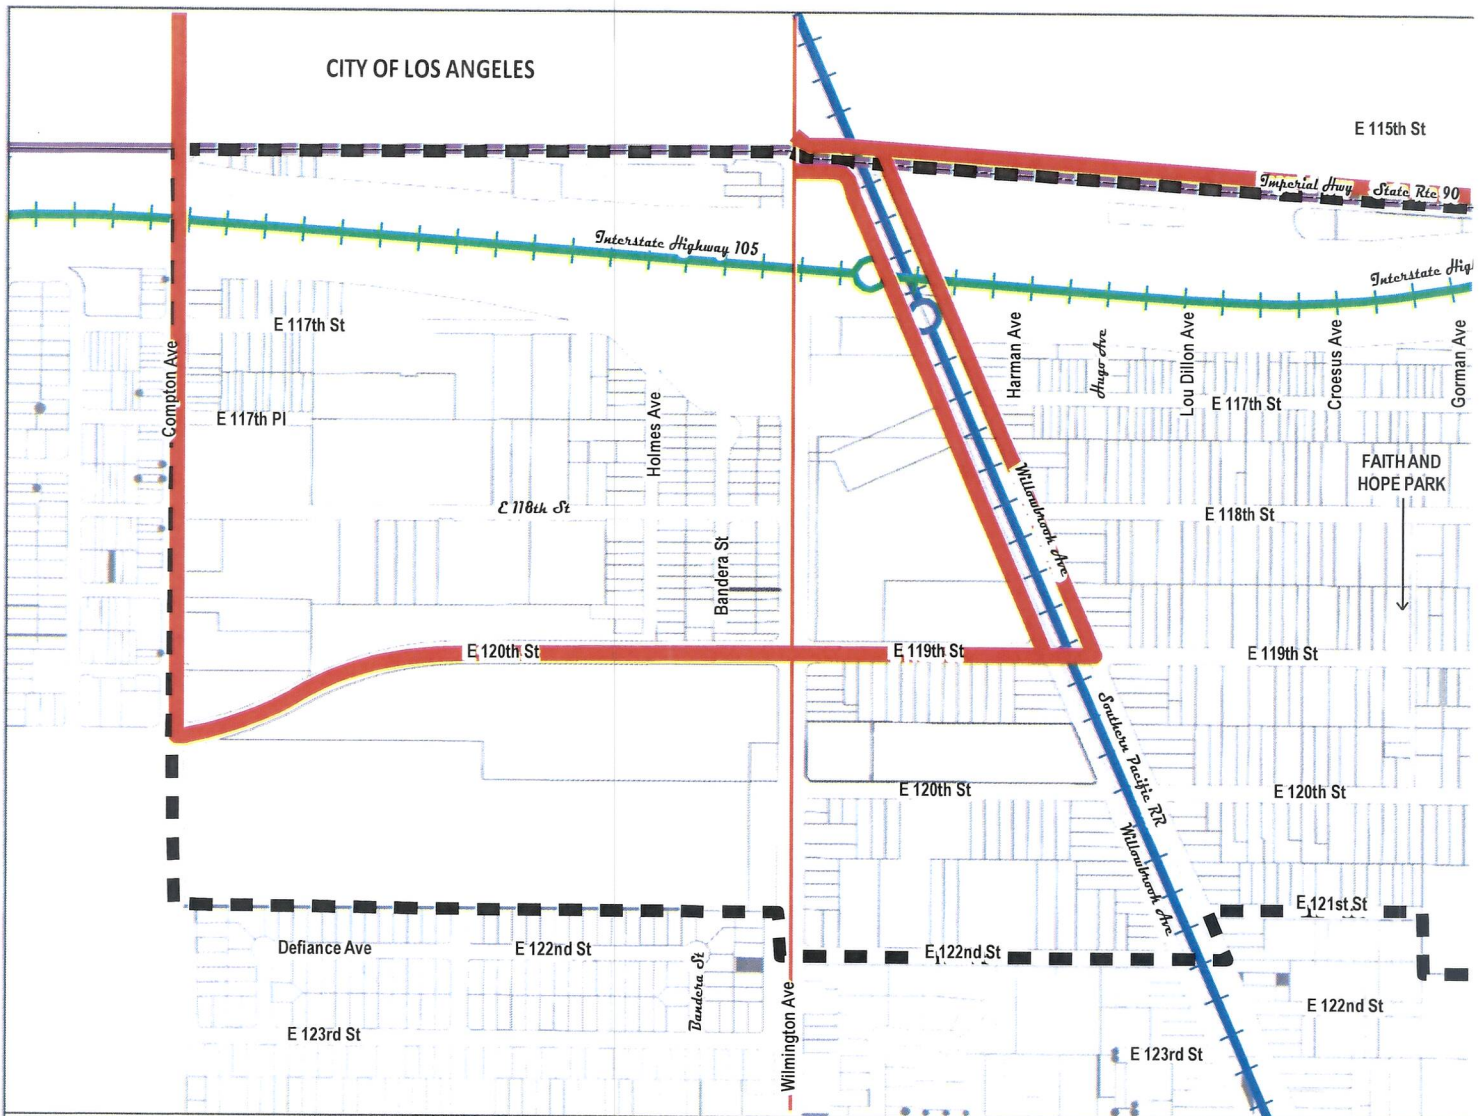 CITY OF LOS ANGELES
E 115th St
Imperial Hwy
State Rte 90
Interstate Highway 105
Interstate Hig
E 117th St
Compton Ave
E 117th Pl
Holmes Ave
E 118th St
Bandera St
Harman Ave
Hugo Ave
Lou Dillon Ave
E 117th St
Croesus Ave
Gorman Ave
FAITH AND
HOPE PARK
E 118th St
Willowbrook Ave
E 120th St
E 119th St
E 119th St
Southern Pacific RR
E 120th St
E 120th St
Willowbrook Ave
E 121st St
Defiance Ave
E 122nd St
E 122nd St
Bandera St
Wilmington Ave
E 122nd St
E 123rd St
E 123rd St